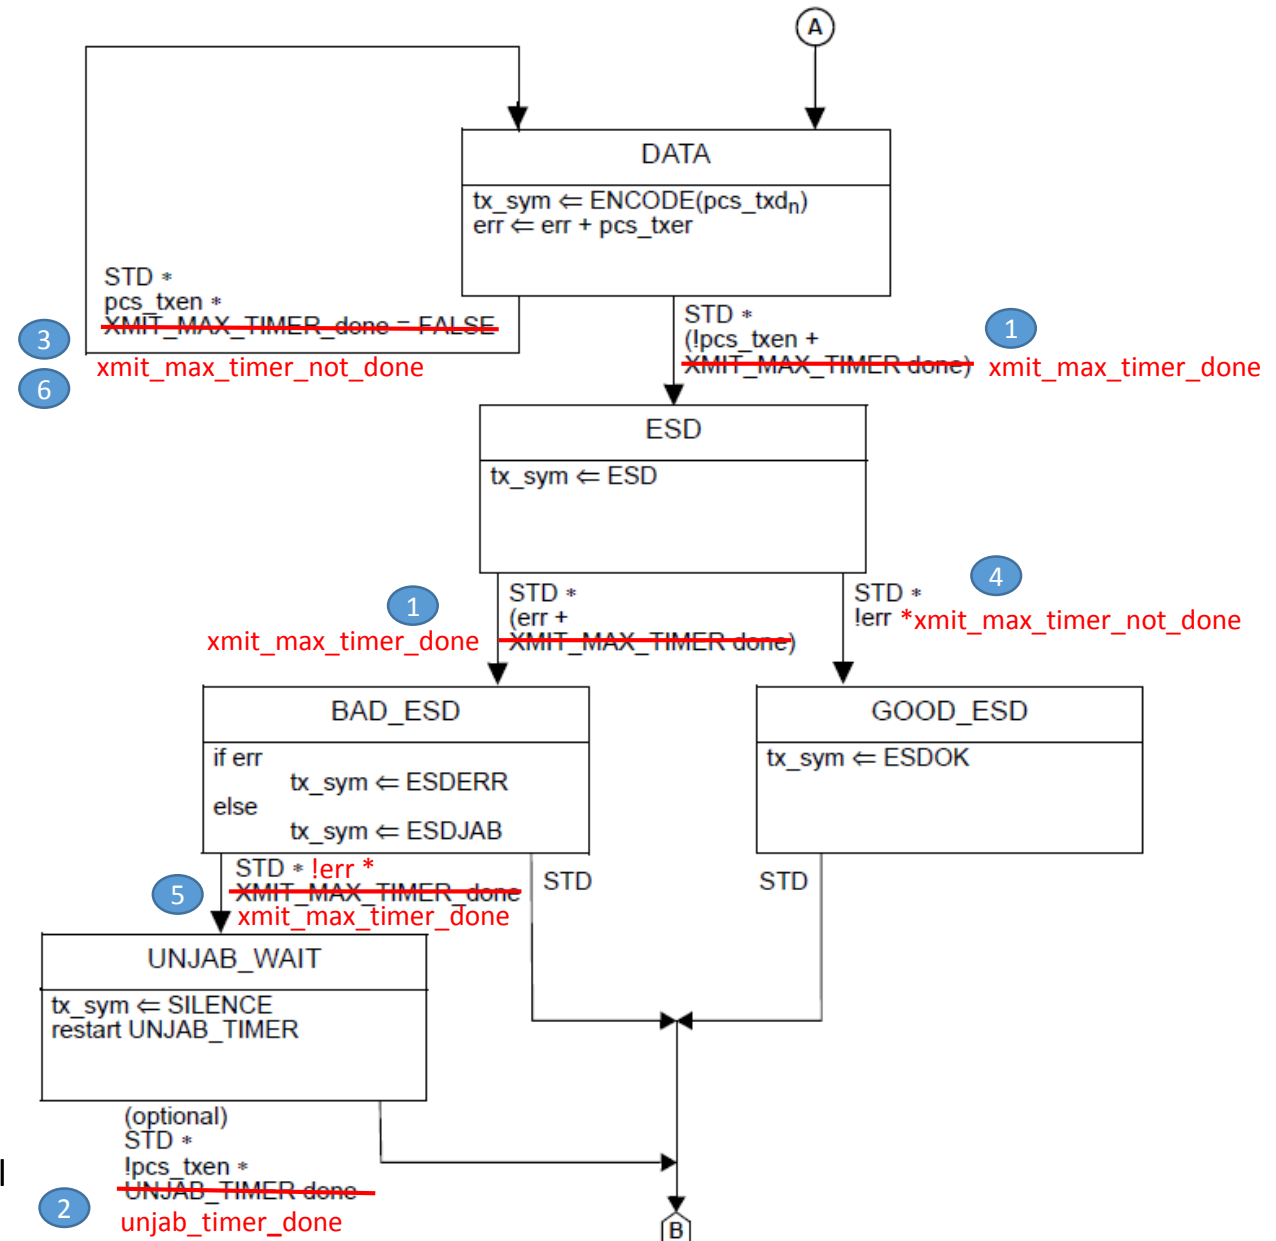 A
DATA
tx_sym ⇐ ENCODE(pcs_txdn)
err ⇐ err + pcs_txer
STD *
pcs_txen *
XMIT_MAX_TIMER_done = FALSE
3
xmit_max_timer_not_done
6
STD *
(!pcs_txen +
XMIT_MAX_TIMER done)
1
xmit_max_timer_done
ESD
tx_sym ⇐ ESD
1
xmit_max_timer_done
STD *
(err +
XMIT_MAX_TIMER done)
4
STD *
!err *xmit_max_timer_not_done
BAD_ESD
if err
tx_sym ⇐ ESDERR
else
tx_sym ⇐ ESDJAB
GOOD_ESD
tx_sym ⇐ ESDOK
5
STD * !err *
XMIT_MAX_TIMER_done
xmit_max_timer_done
STD
STD
UNJAB_WAIT
tx_sym ⇐ SILENCE
restart UNJAB_TIMER
(optional)
STD *
!pcs_txen *
UNJAB_TIMER done
2
unjab_timer_done
B